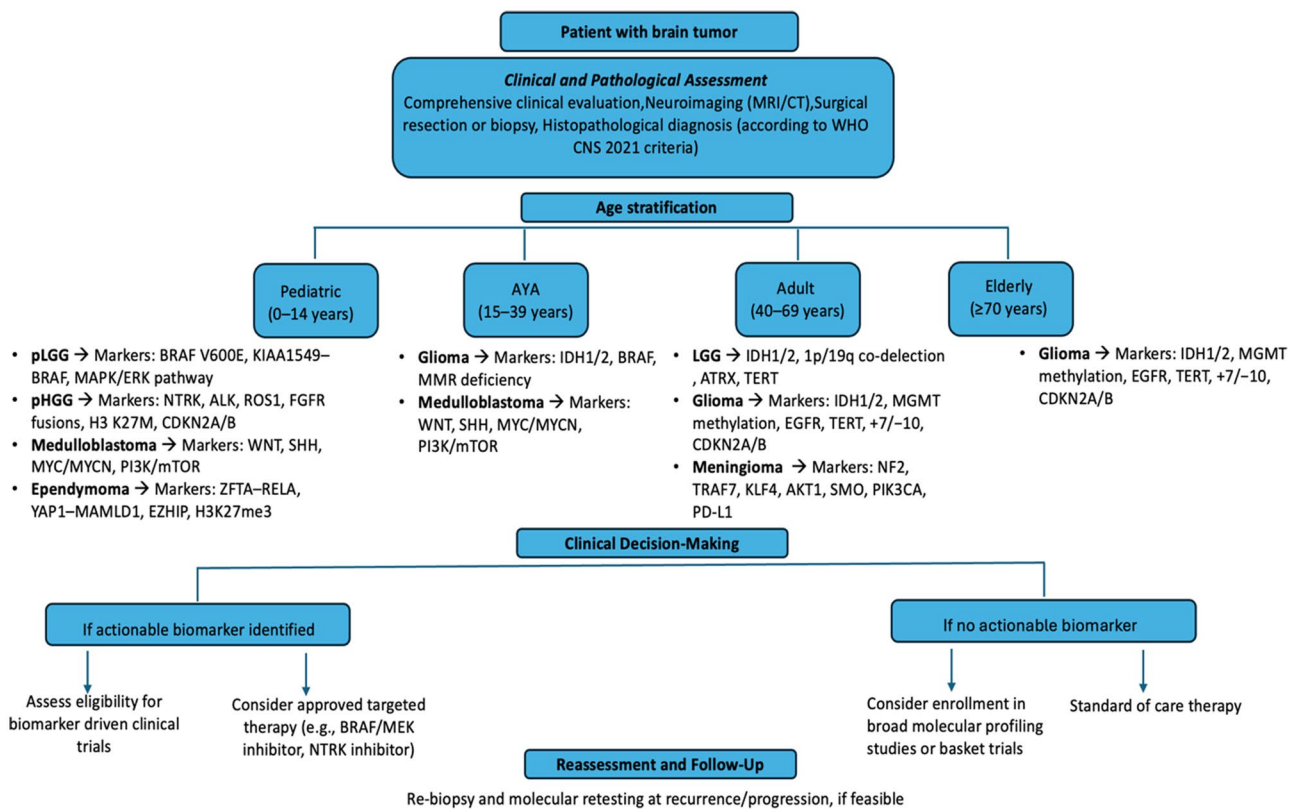 Patient with brain tumor
Clinical and Pathological Assessment
Comprehensive clinical evaluation,Neuroimaging (MRI/CT),Surgical
resection or biopsy, Histopathological diagnosis (according to WHO
CNS 2021 criteria)
Age stratification
Pediatric
(0–14 years)
AYA
(15–39 years)
Adult
(40–69 years)
Elderly
(≥70 years)
• pLGG → Markers: BRAF V600E, KIAA1549–
BRAF, MAPK/ERK pathway
• pHGG → Markers: NTRK, ALK, ROS1, FGFR
fusions, H3 K27M, CDKN2A/B
• Medulloblastoma → Markers: WNT, SHH,
MYC/MYCN, PI3K/mTOR
• Ependymoma → Markers: ZFTA–RELA,
YAP1–MAMLD1, EZHIP, H3K27me3
• Glioma → Markers: IDH1/2, BRAF,
MMR deficiency
• Medulloblastoma → Markers:
WNT, SHH, MYC/MYCN,
PI3K/mTOR
• LGG → IDH1/2, 1p/19q co-deletion
, ATRX, TERT
• Glioma → Markers: IDH1/2, MGMT
methylation, EGFR, TERT, +7/−10,
CDKN2A/B
• Meningioma → Markers: NF2,
TRAF7, KLF4, AKT1, SMO, PIK3CA,
PD-L1
• Glioma → Markers: IDH1/2, MGMT
methylation, EGFR, TERT, +7/−10,
CDKN2A/B
Clinical Decision-Making
If actionable biomarker identified
If no actionable biomarker
Assess eligibility for
biomarker driven clinical
trials
Consider approved targeted
therapy (e.g., BRAF/MEK
inhibitor, NTRK inhibitor)
Consider enrollment in
broad molecular profiling
studies or basket trials
Standard of care therapy
Reassessment and Follow-Up
Re-biopsy and molecular retesting at recurrence/progression, if feasible